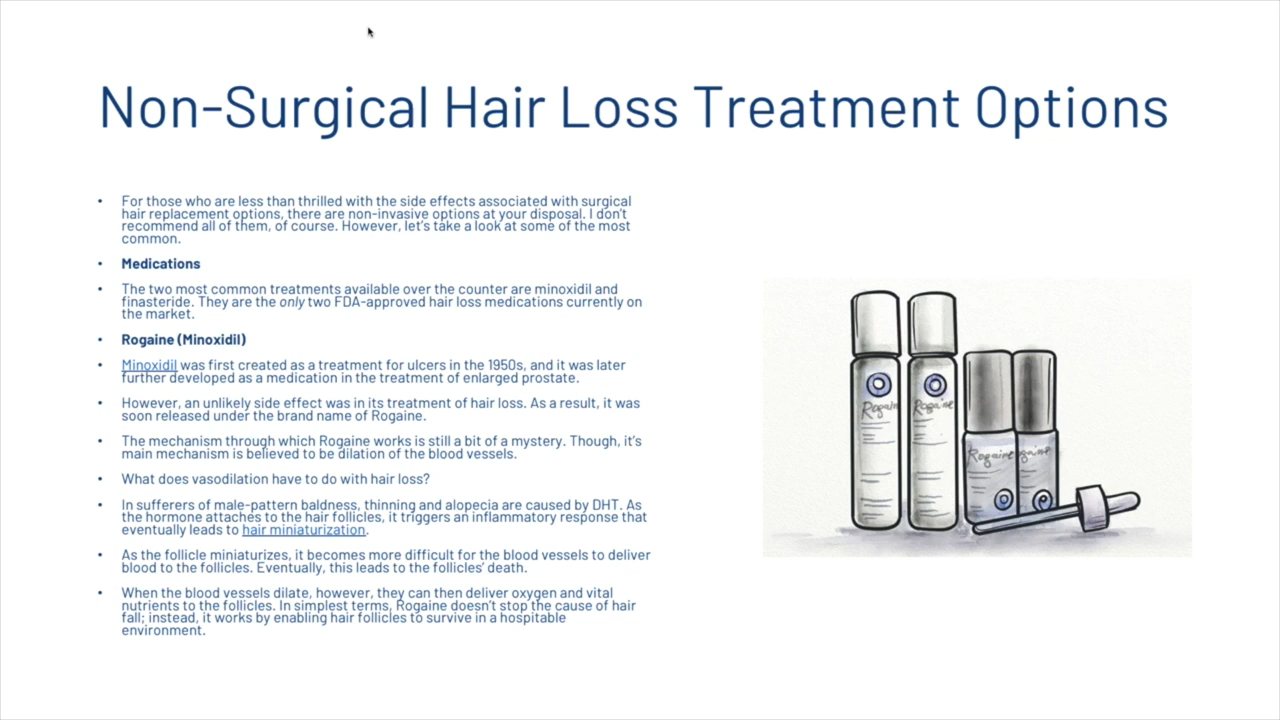 Non-Surgical Hair Loss Treatment Options
• For those who are less than thrilled with the side effects associated with surgical
hair replacement options, there are non-invasive options at your disposal. I don't
recommend all of them, of course. However, let's take a look at some of the most
common.
• Medications
• The two most common treatments available over the counter are minoxidil and
finasteride. They are the only two FDA-approved hair loss medications currently on
the market.
• Rogaine (Minoxidil)
• Minoxidil was first created as a treatment for ulcers in the 1950s, and it was later
further developed as a medication in the treatment of enlarged prostate.
• However, an unlikely side effect was in its treatment of hair loss. As a result, it was
soon released under the brand name of Rogaine.
• The mechanism through which Rogaine works is still a bit of a mystery. Though, it's
main mechanism is believed to be dilation of the blood vessels.
• What does vasodilation have to do with hair loss?
• In sufferers of male-pattern baldness, thinning and alopecia are caused by DHT. As
the hormone attaches to the hair follicles, it triggers an inflammatory response that
eventually leads to hair miniaturization.
• As the follicle miniaturizes, it becomes more difficult for the blood vessels to deliver
blood to the follicles. Eventually, this leads to the follicles' death.
• When the blood vessels dilate, however, they can then deliver oxygen and vital
nutrients to the follicles. In simplest terms, Rogaine doesn't stop the cause of hair
fall; instead, it works by enabling hair follicles to survive in a hospitable
environment.
Rogain
Rogaine
Rogaine
gaine